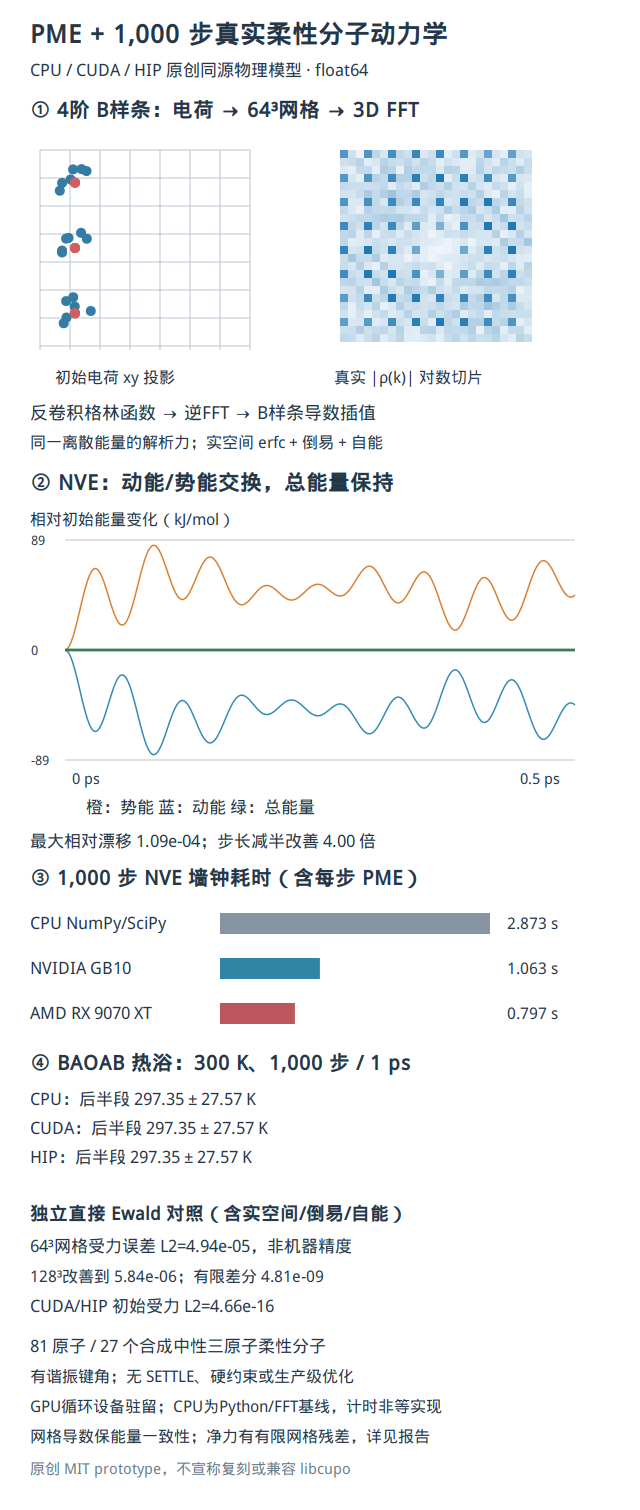 PME + 1,000 步真实柔性分子动力学
CPU / CUDA / HIP 原创同源物理模型 · float64
① 4阶 B样条：电荷 → 64³网格 → 3D FFT
初始电荷 xy 投影
真实 |ρ(k)| 对数切片
反卷积格林函数 → 逆FFT → B样条导数插值
同一离散能量的解析力；实空间 erfc + 倒易 + 自能
② NVE：动能/势能交换，总能量保持
相对初始能量变化（kJ/mol）
89
0
-89
0 ps
0.5 ps
橙：势能 蓝：动能 绿：总能量
最大相对漂移 1.09e-04；步长减半改善 4.00 倍
③ 1,000 步 NVE 墙钟耗时（含每步 PME）
CPU NumPy/SciPy
2.873 s
NVIDIA GB10
1.063 s
AMD RX 9070 XT
0.797 s
④ BAOAB 热浴：300 K、1,000 步 / 1 ps
CPU：后半段 297.35 ± 27.57 K
CUDA：后半段 297.35 ± 27.57 K
HIP：后半段 297.35 ± 27.57 K
独立直接 Ewald 对照（含实空间/倒易/自能）
64³网格受力误差 L2=4.94e-05，非机器精度
128³改善到 5.84e-06；有限差分 4.81e-09
CUDA/HIP 初始受力 L2=4.66e-16
81 原子 / 27 个合成中性三原子柔性分子
有谐振键角；无 SETTLE、硬约束或生产级优化
GPU循环设备驻留；CPU为Python/FFT基线，计时非等实现
网格导数保能量一致性；净力有有限网格残差，详见报告
原创 MIT prototype，不宣称复刻或兼容 libcupo